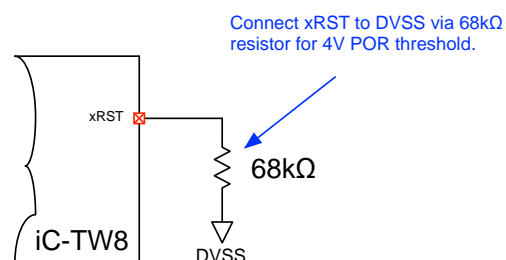 Connect xRST to DVSS via 68kΩ
resistor for 4V POR threshold.
xRST
68kΩ
iC-TW8
DVSS